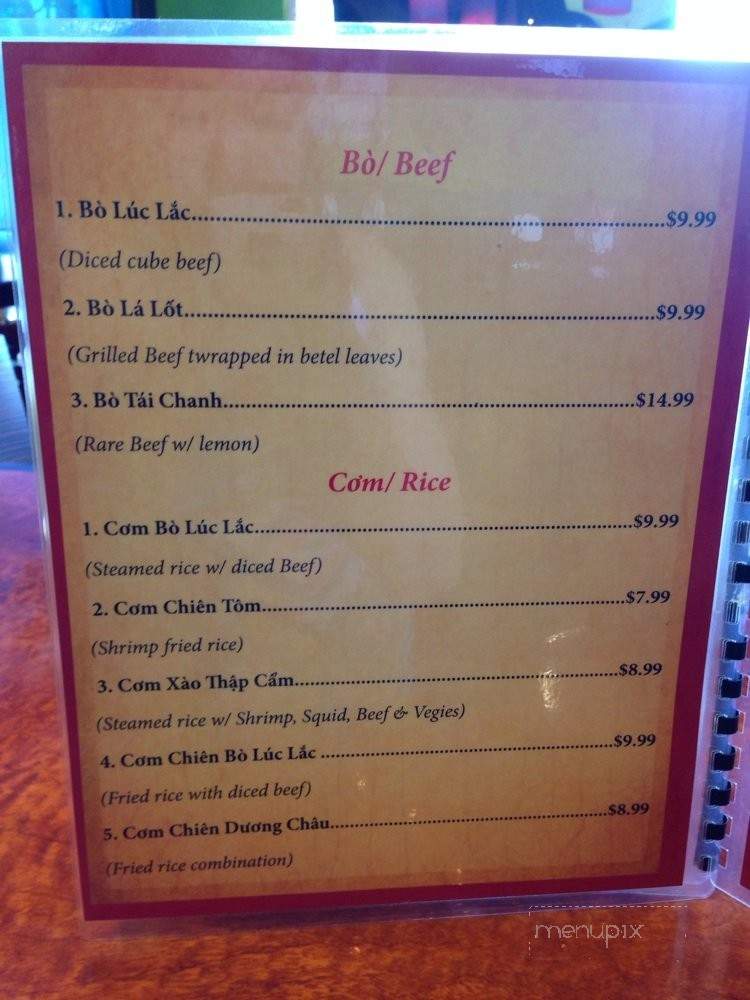 Bò/ Beef
1. Bò Lúc Lắc......................................................................................$9.99
(Diced cube beef)
2. Bò Lá Lốt......................................................................................$9.99
(Grilled Beef twrapped in betel leaves)
3. Bò Tái Chanh..............................................................................$14.99
(Rare Beef w/ lemon)
Cơm/ Rice
1. Cơm Bò Lúc Lắc..........................................................................$9.99
(Steamed rice w/ diced Beef)
2. Cơm Chiên Tôm..........................................................................$7.99
(Shrimp fried rice)
3. Cơm Xào Thập Cẩm....................................................................$8.99
(Steamed rice w/ Shrimp, Squid, Beef & Vegies)
4. Cơm Chiên Bò Lúc Lắc ..............................................................$9.99
(Fried rice with diced beef)
5. Cơm Chiên Dương Châu............................................................$8.99
(Fried rice combination)
menupix